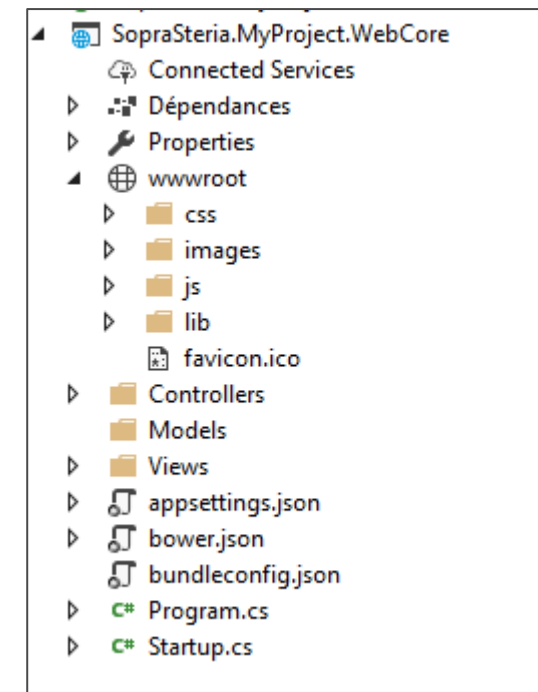 SopraSteria.MyProject.WebCore
Connected Services
Dépendances
Properties
wwwroot
css
images
js
lib
favicon.ico
Controllers
Models
Views
appsettings.json
bower.json
bundleconfig.json
C# Program.cs
C# Startup.cs